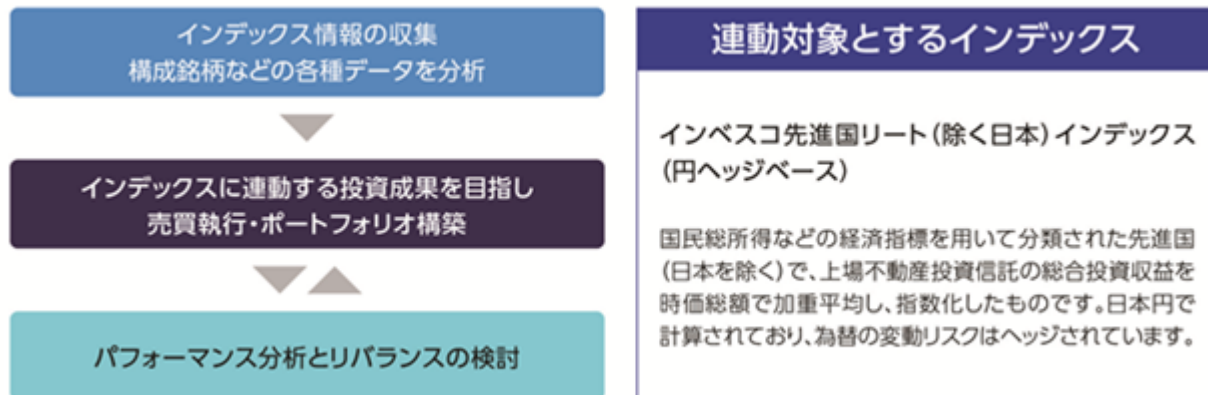 インデックス情報の収集
構成銘柄などの各種データを分析
インデックスに連動する投資成果を目指し
売買執行・ポートフォリオ構築
パフォーマンス分析とリバランスの検討
連動対象とするインデックス
インベスコ先進国リート(除く日本)インデックス
(円ヘッジベース)
国民総所得などの経済指標を用いて分類された先進国
(日本を除く)で、上場不動産投資信託の総合投資収益を
時価総額で加重平均し、指数化したものです。日本円で
計算されており、為替の変動リスクはヘッジされています。